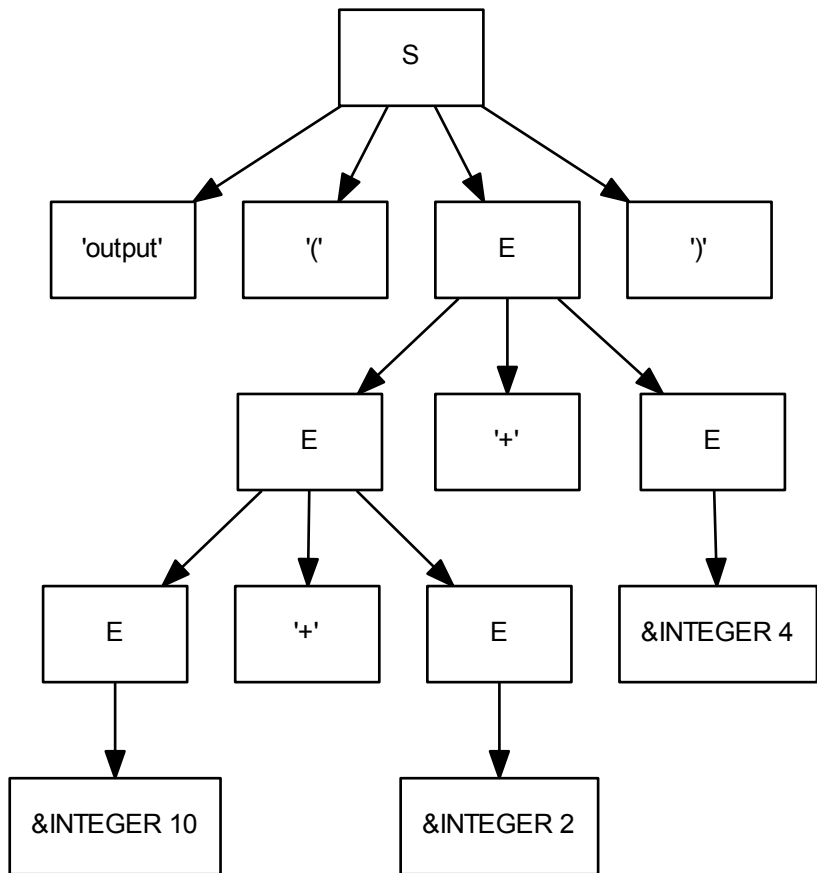 S
'output'
'('
E
')'
E
'+'
E
E
'+'
E
&INTEGER 4
&INTEGER 10
&INTEGER 2